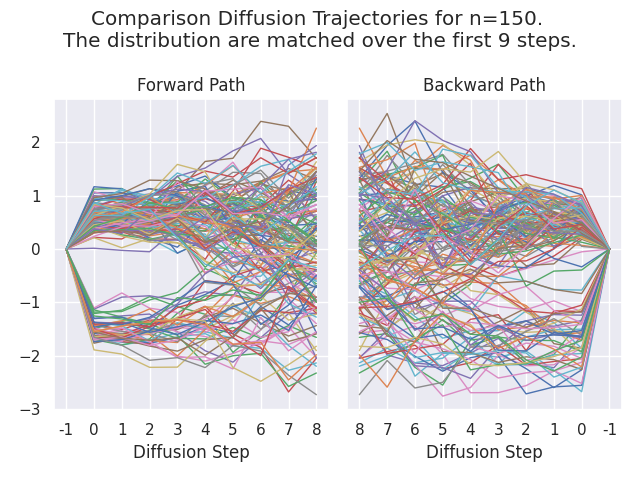 Comparison Diffusion Trajectories for n=150.
The distribution are matched over the first 9 steps.
Forward Path
Backward Path
2
1
0
−1
−2
−3
-1 0 1 2 3 4 5 6 7 8
8 7 6 5 4 3 2 1 0 -1
Diffusion Step
Diffusion Step